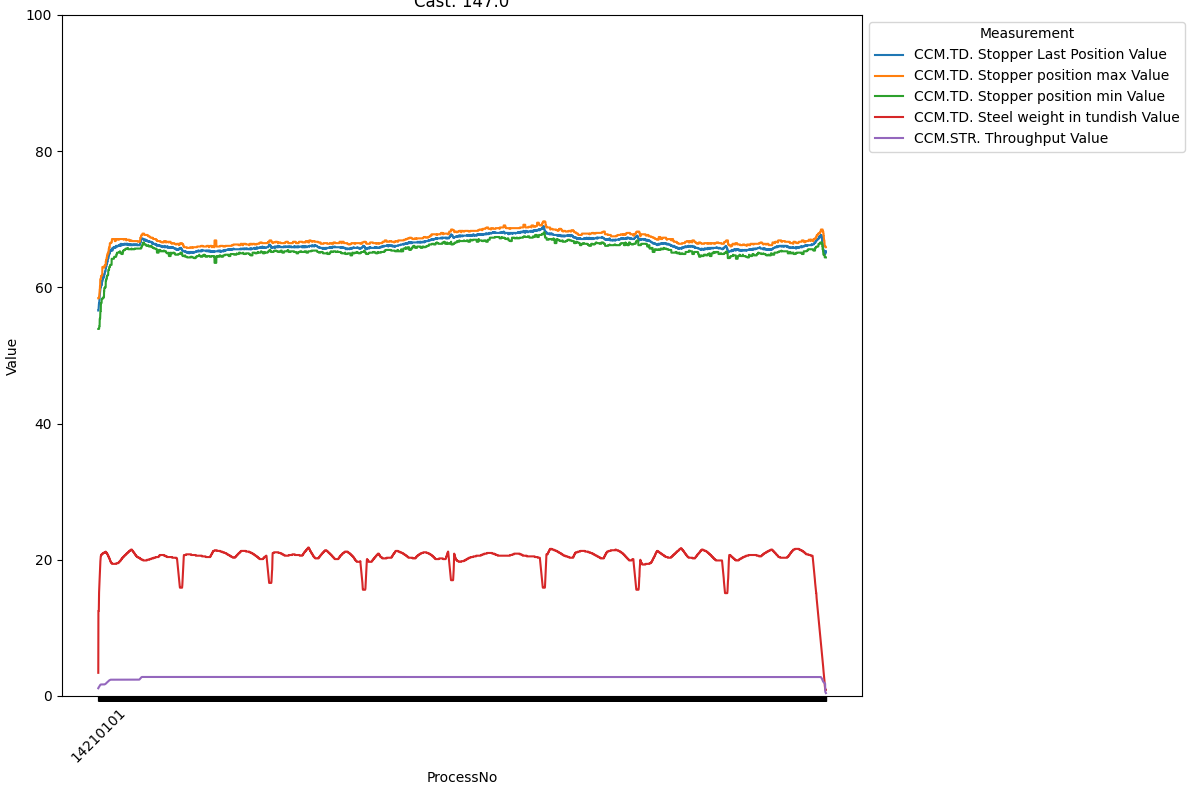 Cast: 147.0
100
80
60
40
20
0
Value
14210101
ProcessNo
Measurement
CCM.TD. Stopper Last Position Value
CCM.TD. Stopper position max Value
CCM.TD. Stopper position min Value
CCM.TD. Steel weight in tundish Value
CCM.STR. Throughput Value